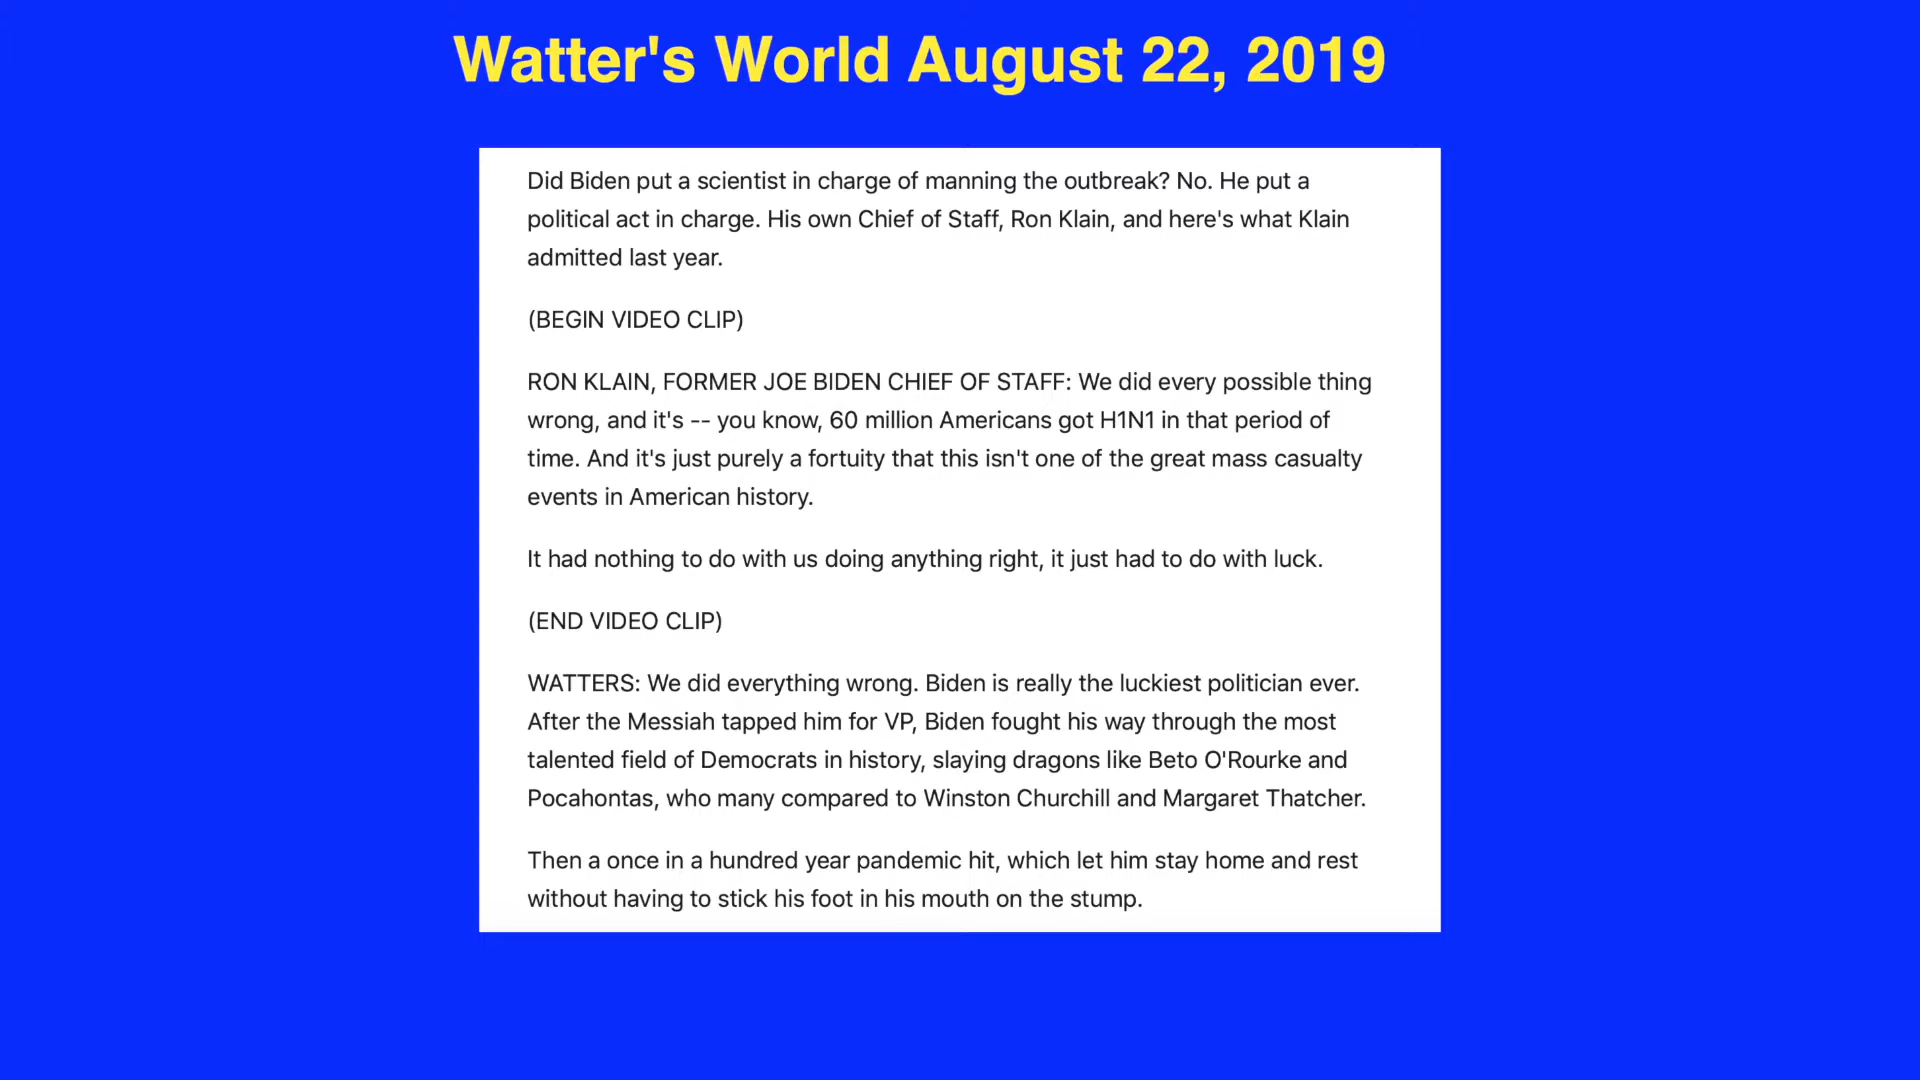 Watter's World August 22, 2019
Did Biden put a scientist in charge of manning the outbreak? No. He put a
political act in charge. His own Chief of Staff, Ron Klain, and here's what Klain
admitted last year.
(BEGIN VIDEO CLIP)
RON KLAIN, FORMER JOE BIDEN CHIEF OF STAFF: We did every possible thing
wrong, and it's -- you know, 60 million Americans got H1N1 in that period of
time. And it's just purely a fortuity that this isn't one of the great mass casualty
events in American history.
It had nothing to do with us doing anything right, it just had to do with luck.
(END VIDEO CLIP)
WATTERS: We did everything wrong. Biden is really the luckiest politician ever.
After the Messiah tapped him for VP, Biden fought his way through the most
talented field of Democrats in history, slaying dragons like Beto O'Rourke and
Pocahontas, who many compared to Winston Churchill and Margaret Thatcher.
Then a once in a hundred year pandemic hit, which let him stay home and rest
without having to stick his foot in his mouth on the stump.